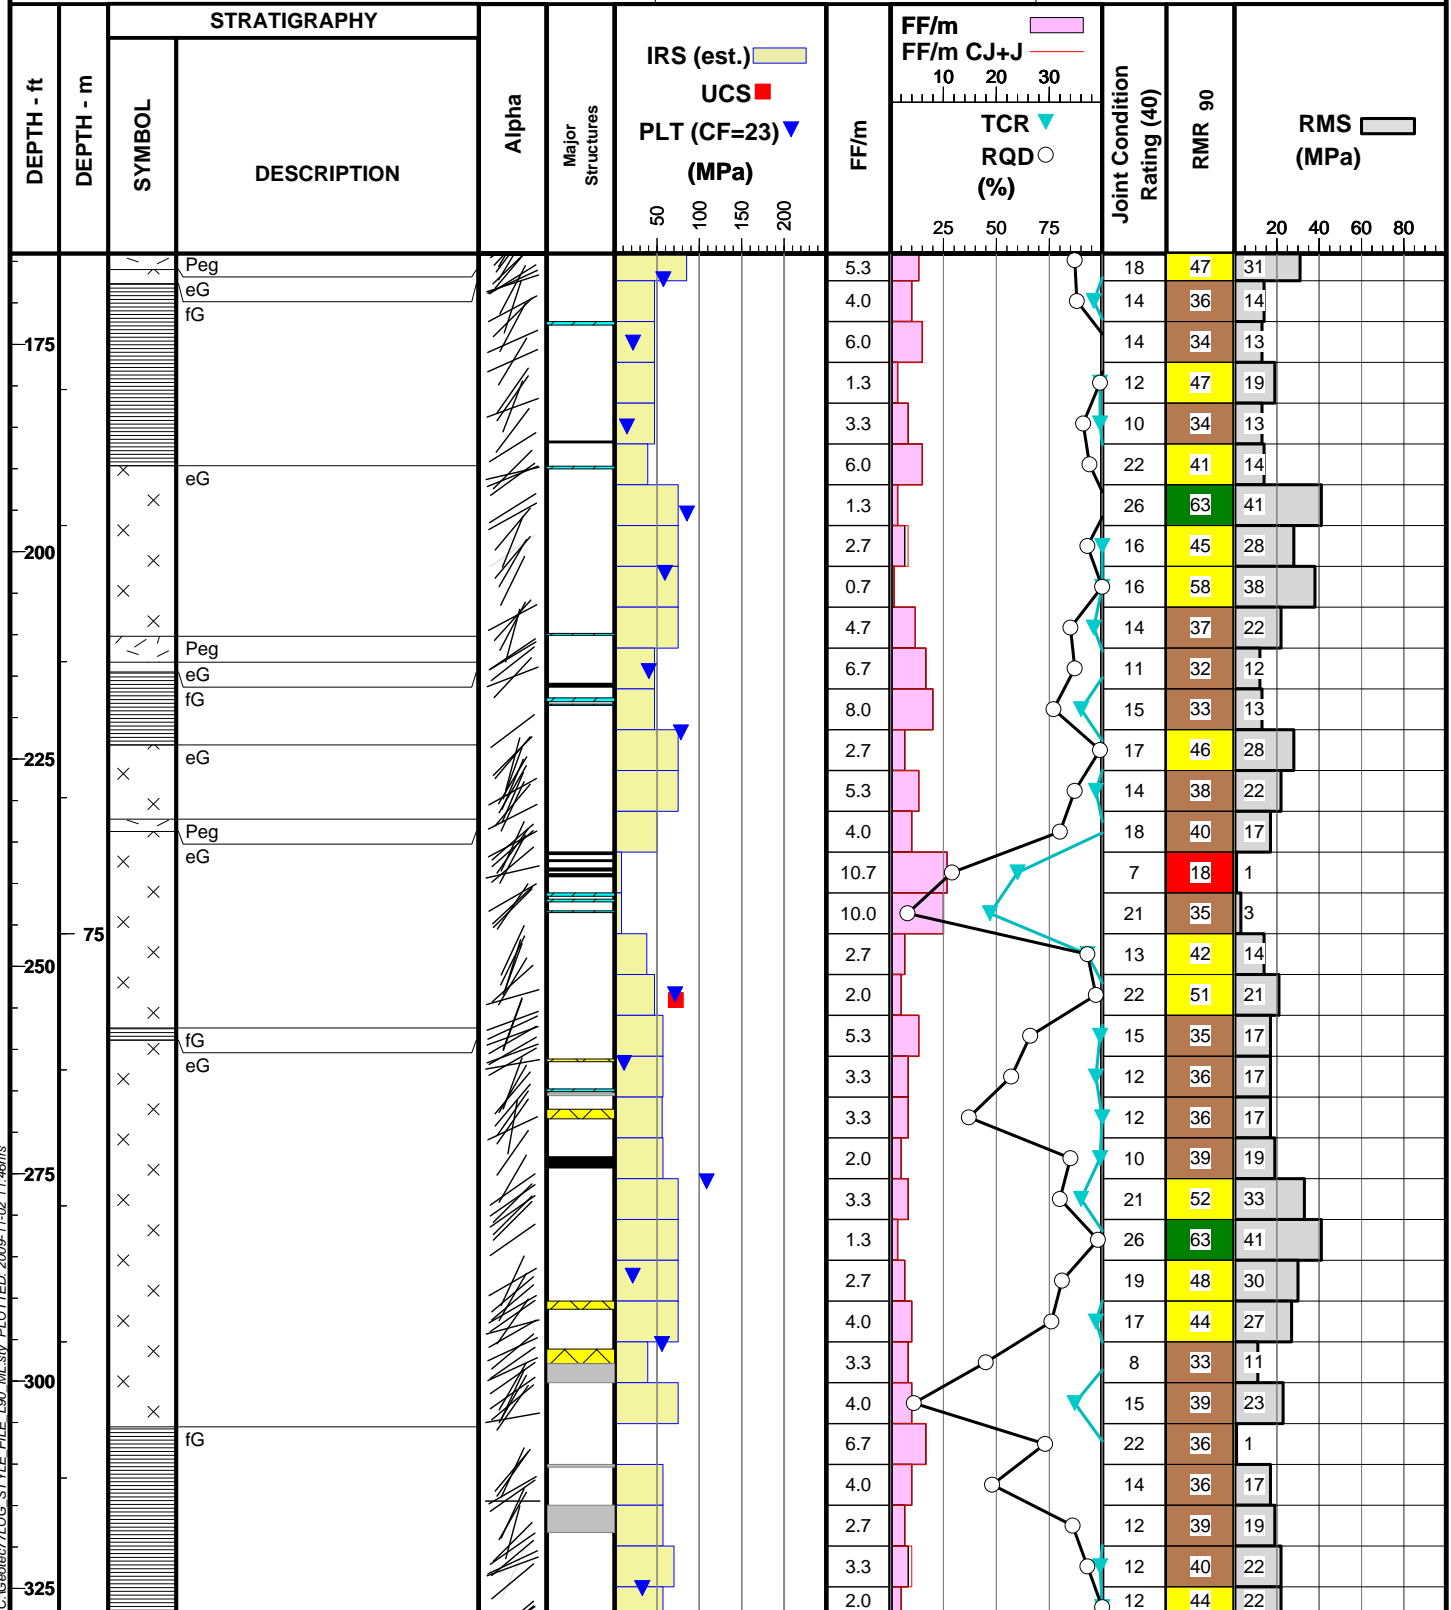 STRATIGRAPHY
DEPTH - ft
DEPTH - m
SYMBOL
DESCRIPTION
Alpha
Major
Structures
IRS (est.)
UCS
PLT (CF=23)
(MPa)
50 100 150 200
FF/m
FF/m
FF/m CJ+J
10 20 30
TCR
RQD
(%)
25 50 75
Joint Condition
Rating (40)
RMR 90
RMS
(MPa)
20 40 60 80
Peg 5.3 18 47 31
eG
4.0 14 36 14
fG
175 6.0 14 34 13
1.3 12 47 19
3.3 10 34 13
6.0 22 41 14
eG
1.3 26 63 41
200 2.7 16 45 28
0.7 16 58 38
4.7 14 37 22
Peg
6.7 11 32 12
eG
fG
8.0 15 33 13
2.7 17 46 28
225 eG
5.3 14 38 22
Peg 4.0 18 40 17
eG
10.7 7 18 1
10.0 21 35 3
75
2.7 13 42 14
250
2.0 22 51 21
5.3 15 35 17
fG
eG
3.3 12 36 17
3.3 12 36 17
2.0 10 39 19
275
3.3 21 52 33
1.3 26 63 41
2.7 19 48 30
4.0 17 44 27
3.3 8 33 11
300
4.0 15 39 23
fG 6.7 22 36 1
4.0 14 36 17
2.7 12 39 19
3.3 12 40 22
325
2.0 12 44 22